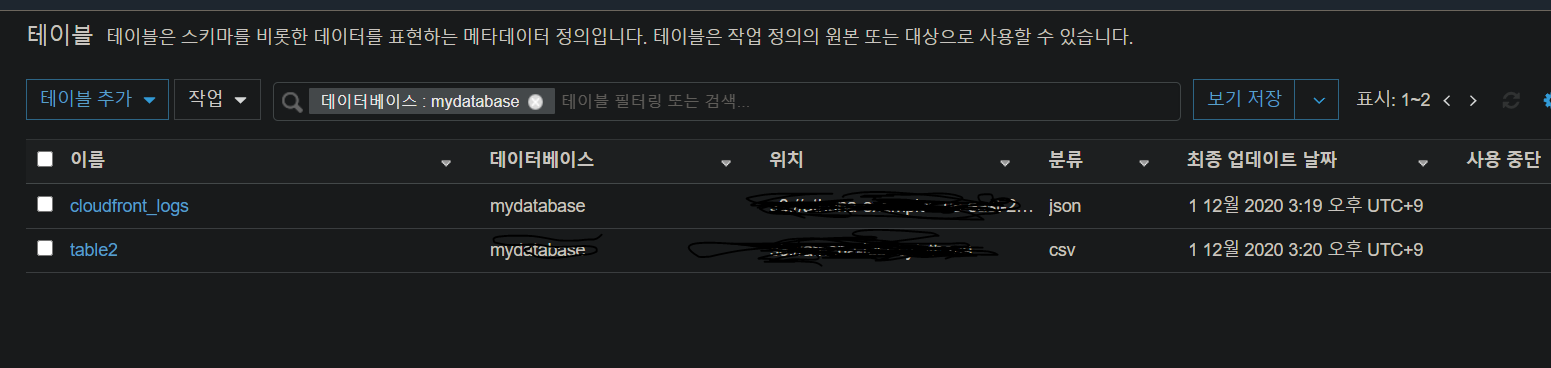 테이블 테이블은 스키마를 비롯한 데이터를 표현하는 메타데이터 정의입니다. 테이블은 작업 정의의 원본 또는 대상으로 사용할 수 있습니다.
테이블 추가 작업 데이터베이스 : mydatabase 테이블 필터링 또는 검색... 보기 저장 표시: 1~2
이름 데이터베이스 위치 분류 최종 업데이트 날짜 사용 중단
cloudfront_logs mydatabase json 1 12월 2020 3:19 오후 UTC+9
table2 mydatabase csv 1 12월 2020 3:20 오후 UTC+9